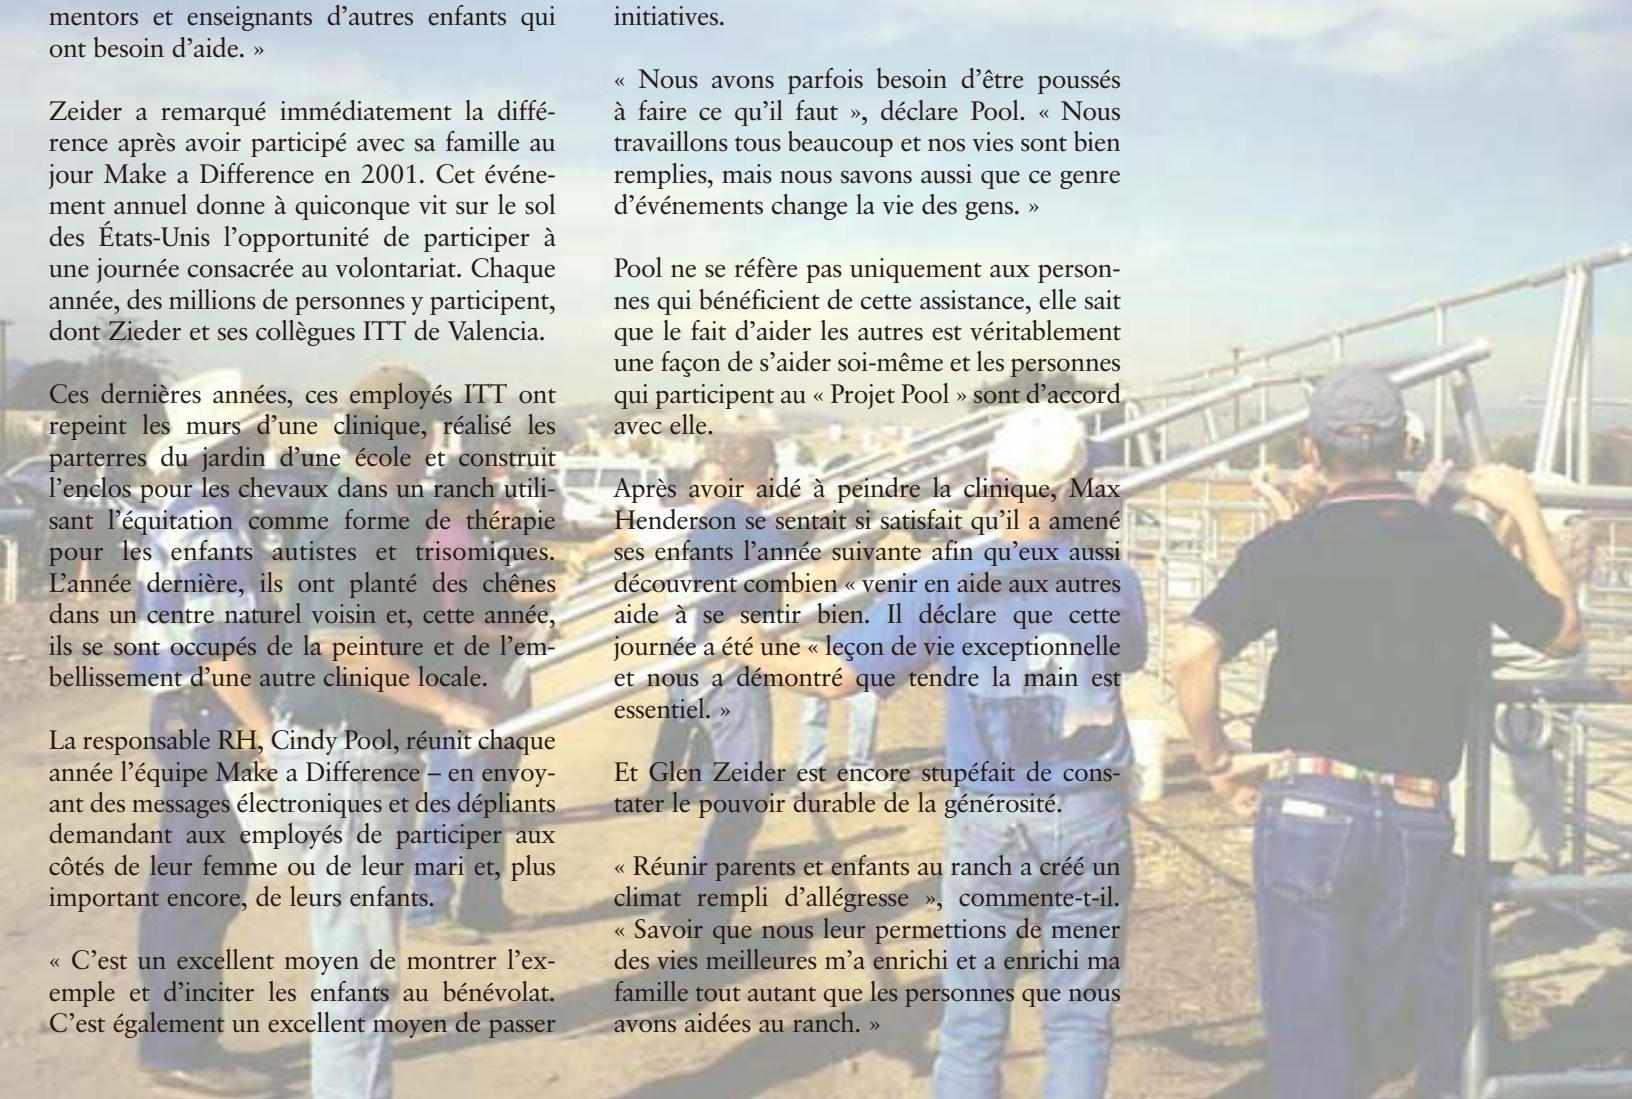 mentors et enseignants d'autres enfants qui
ont besoin d'aide. »
Zeider a remarqué immédiatement la diffé-
rence après avoir participé avec sa famille au
jour Make a Difference en 2001. Cet événe-
ment annuel donne à quiconque vit sur le sol
des États-Unis l'opportunité de participer à
une journée consacrée au volontariat. Chaque
année, des millions de personnes y participent,
dont Zieder et ses collègues ITT de Valencia.
Ces dernières années, ces employés ITT ont
repeint les murs d'une clinique, réalisé les
parterres du jardin d'une école et construit
l'enclos pour les chevaux dans un ranch utili-
sant l'équitation comme forme de thérapie
pour les enfants autistes et trisomiques.
L'année dernière, ils ont planté des chênes
dans un centre naturel voisin et, cette année,
ils se sont occupés de la peinture et de l'em-
bellissement d'une autre clinique locale.
La responsable RH, Cindy Pool, réunit chaque
année l'équipe Make a Difference – en envoy-
ant des messages électroniques et des dépliants
demandant aux employés de participer aux
côtés de leur femme ou de leur mari et, plus
important encore, de leurs enfants.
« C'est un excellent moyen de montrer l'ex-
emple et d'inciter les enfants au bénévolat.
C'est également un excellent moyen de passer
initiatives.
« Nous avons parfois besoin d'être poussés
à faire ce qu'il faut », déclare Pool. « Nous
travaillons tous beaucoup et nos vies sont bien
remplies, mais nous savons aussi que ce genre
d'événements change la vie des gens. »
Pool ne se réfère pas uniquement aux person-
nes qui bénéficient de cette assistance, elle sait
que le fait d'aider les autres est véritablement
une façon de s'aider soi-même et les personnes
qui participent au « Projet Pool » sont d'accord
avec elle.
Après avoir aidé à peindre la clinique, Max
Henderson se sentait si satisfait qu'il a amené
ses enfants l'année suivante afin qu'eux aussi
découvrent combien « venir en aide aux autres
aide à se sentir bien. Il déclare que cette
journée a été une « leçon de vie exceptionnelle
et nous a démontré que tendre la main est
essentiel. »
Et Glen Zeider est encore stupéfait de cons-
tater le pouvoir durable de la générosité.
« Réunir parents et enfants au ranch a créé un
climat rempli d'allégresse », commente-t-il.
« Savoir que nous leur permettions de mener
des vies meilleures m'a enrichi et a enrichi ma
famille tout autant que les personnes que nous
avons aidées au ranch. »